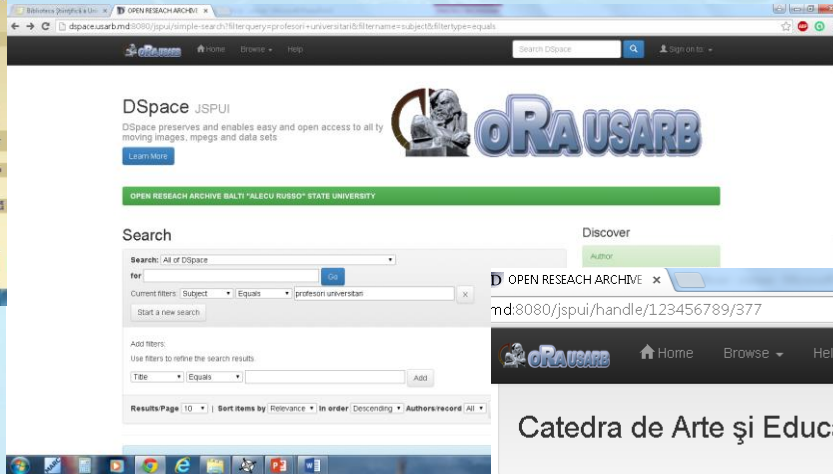 OPEN RESEACH ARCHIVE
dspace.usarb.md:8080/jspui/simple-search?filterquery=profesori+universitari&filtername=subject&filtertype=equals
ORA USARB Home Browse Help Search DSpace Sign on to:
DSpace JSPUI
DSpace preserves and enables easy and open access to all ty
moving images, mpegs and data sets
Learn More
ORA USARB
OPEN RESEACH ARCHIVE BALTI "ALECU RUSSO" STATE UNIVERSITY
Search
Search: All of DSpace
for Go
Current filters: Subject Equals profesori universitari x
Start a new search
Add filters:
Use filters to refine the search results.
Title Equals Add
Results/Page 10 | Sort items by Relevance In order Descending Authors/record All
Discover
Author
OPEN RESEACH ARCHIVE
md:8080/jspui/handle/123456789/377
ORA USARB Home Browse Hel
Catedra de Arte şi Educa